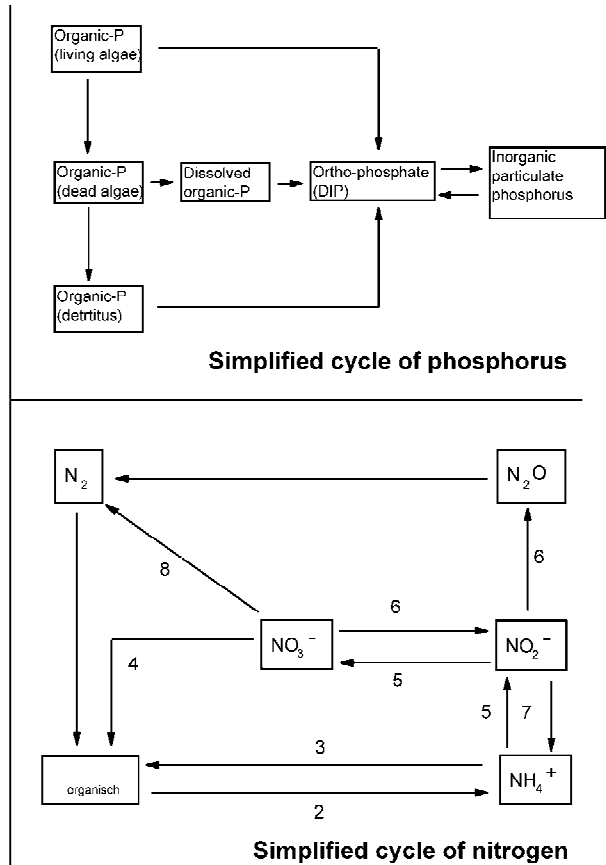 Organic-P
(living algae)
Organic-P
(dead algae)
Dissolved
organic-P
Ortho-phosphate
(DIP)
Inorganic
particulate
phosphorus
Organic-P
(detrtitus)
Simplified cycle of phosphorus
N₂
N₂O
8
6
6
NO₃⁻
NO₂⁻
4
5
5
7
3
organisch
NH₄⁺
2
Simplified cycle of nitrogen